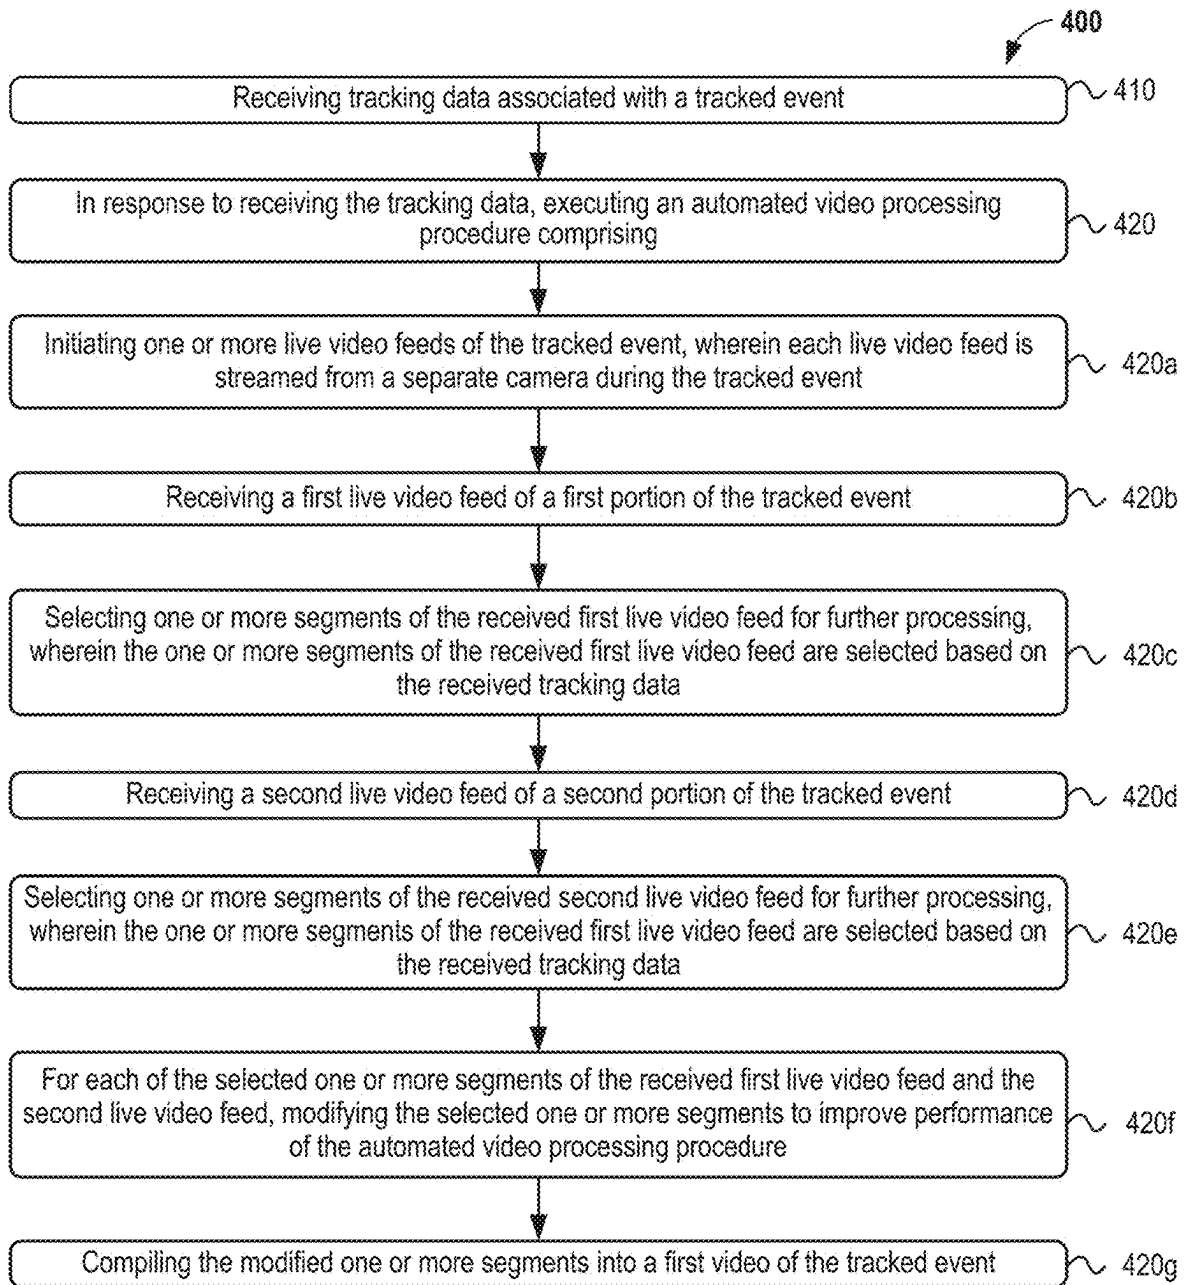 400
Receiving tracking data associated with a tracked event
410
In response to receiving the tracking data, executing an automated video processing
procedure comprising
420
Initiating one or more live video feeds of the tracked event, wherein each live video feed is
streamed from a separate camera during the tracked event
420a
Receiving a first live video feed of a first portion of the tracked event
420b
Selecting one or more segments of the received first live video feed for further processing,
wherein the one or more segments of the received first live video feed are selected based on
the received tracking data
420c
Receiving a second live video feed of a second portion of the tracked event
420d
Selecting one or more segments of the received second live video feed for further processing,
wherein the one or more segments of the received first live video feed are selected based on
the received tracking data
420e
For each of the selected one or more segments of the received first live video feed and the
second live video feed, modifying the selected one or more segments to improve performance
of the automated video processing procedure
420f
Compiling the modified one or more segments into a first video of the tracked event
420g